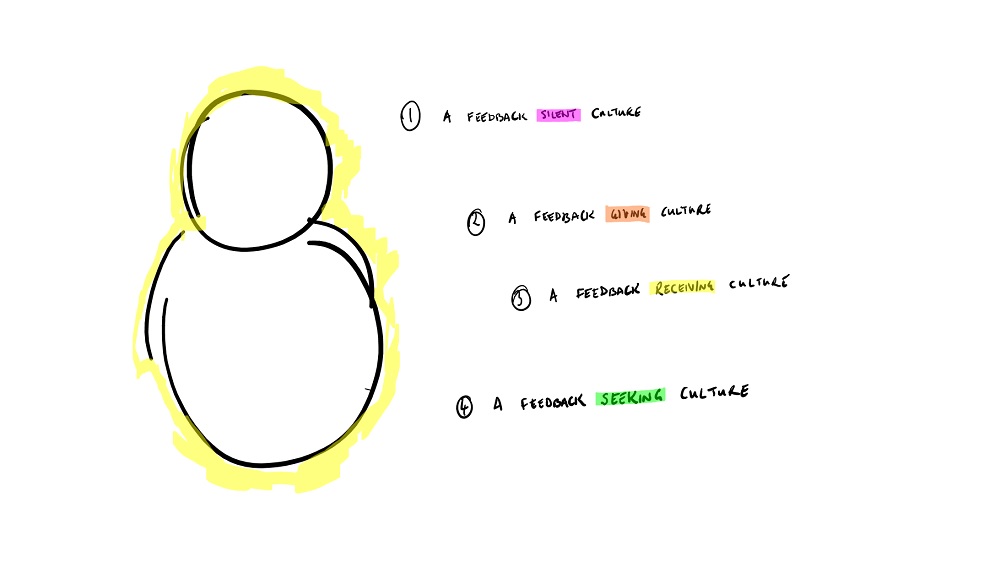 1 A FEEDBACK SILENT CULTURE
2 A FEEDBACK GIVING CULTURE
3 A FEEDBACK RECEIVING CULTURE
4 A FEEDBACK SEEKING CULTURE